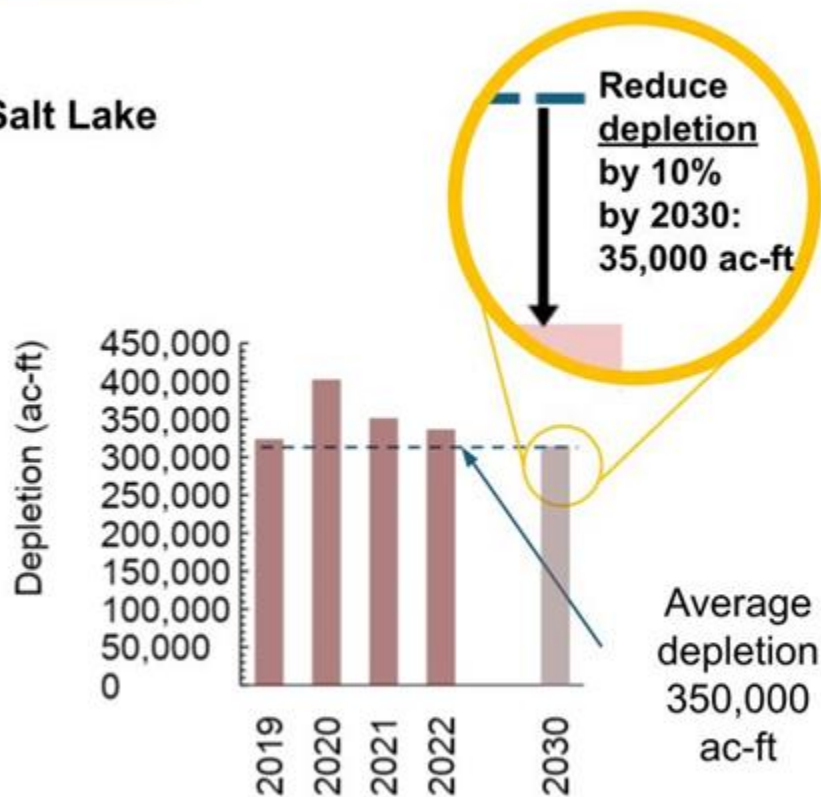 Salt Lake
Reduce
depletion
by 10%
by 2030:
35,000 ac-ft
Depletion (ac-ft)
450,000
400,000
350,000
300,000
250,000
200,000
150,000
100,000
50,000
0
2019
2020
2021
2022
2030
Average
depletion
350,000
ac-ft